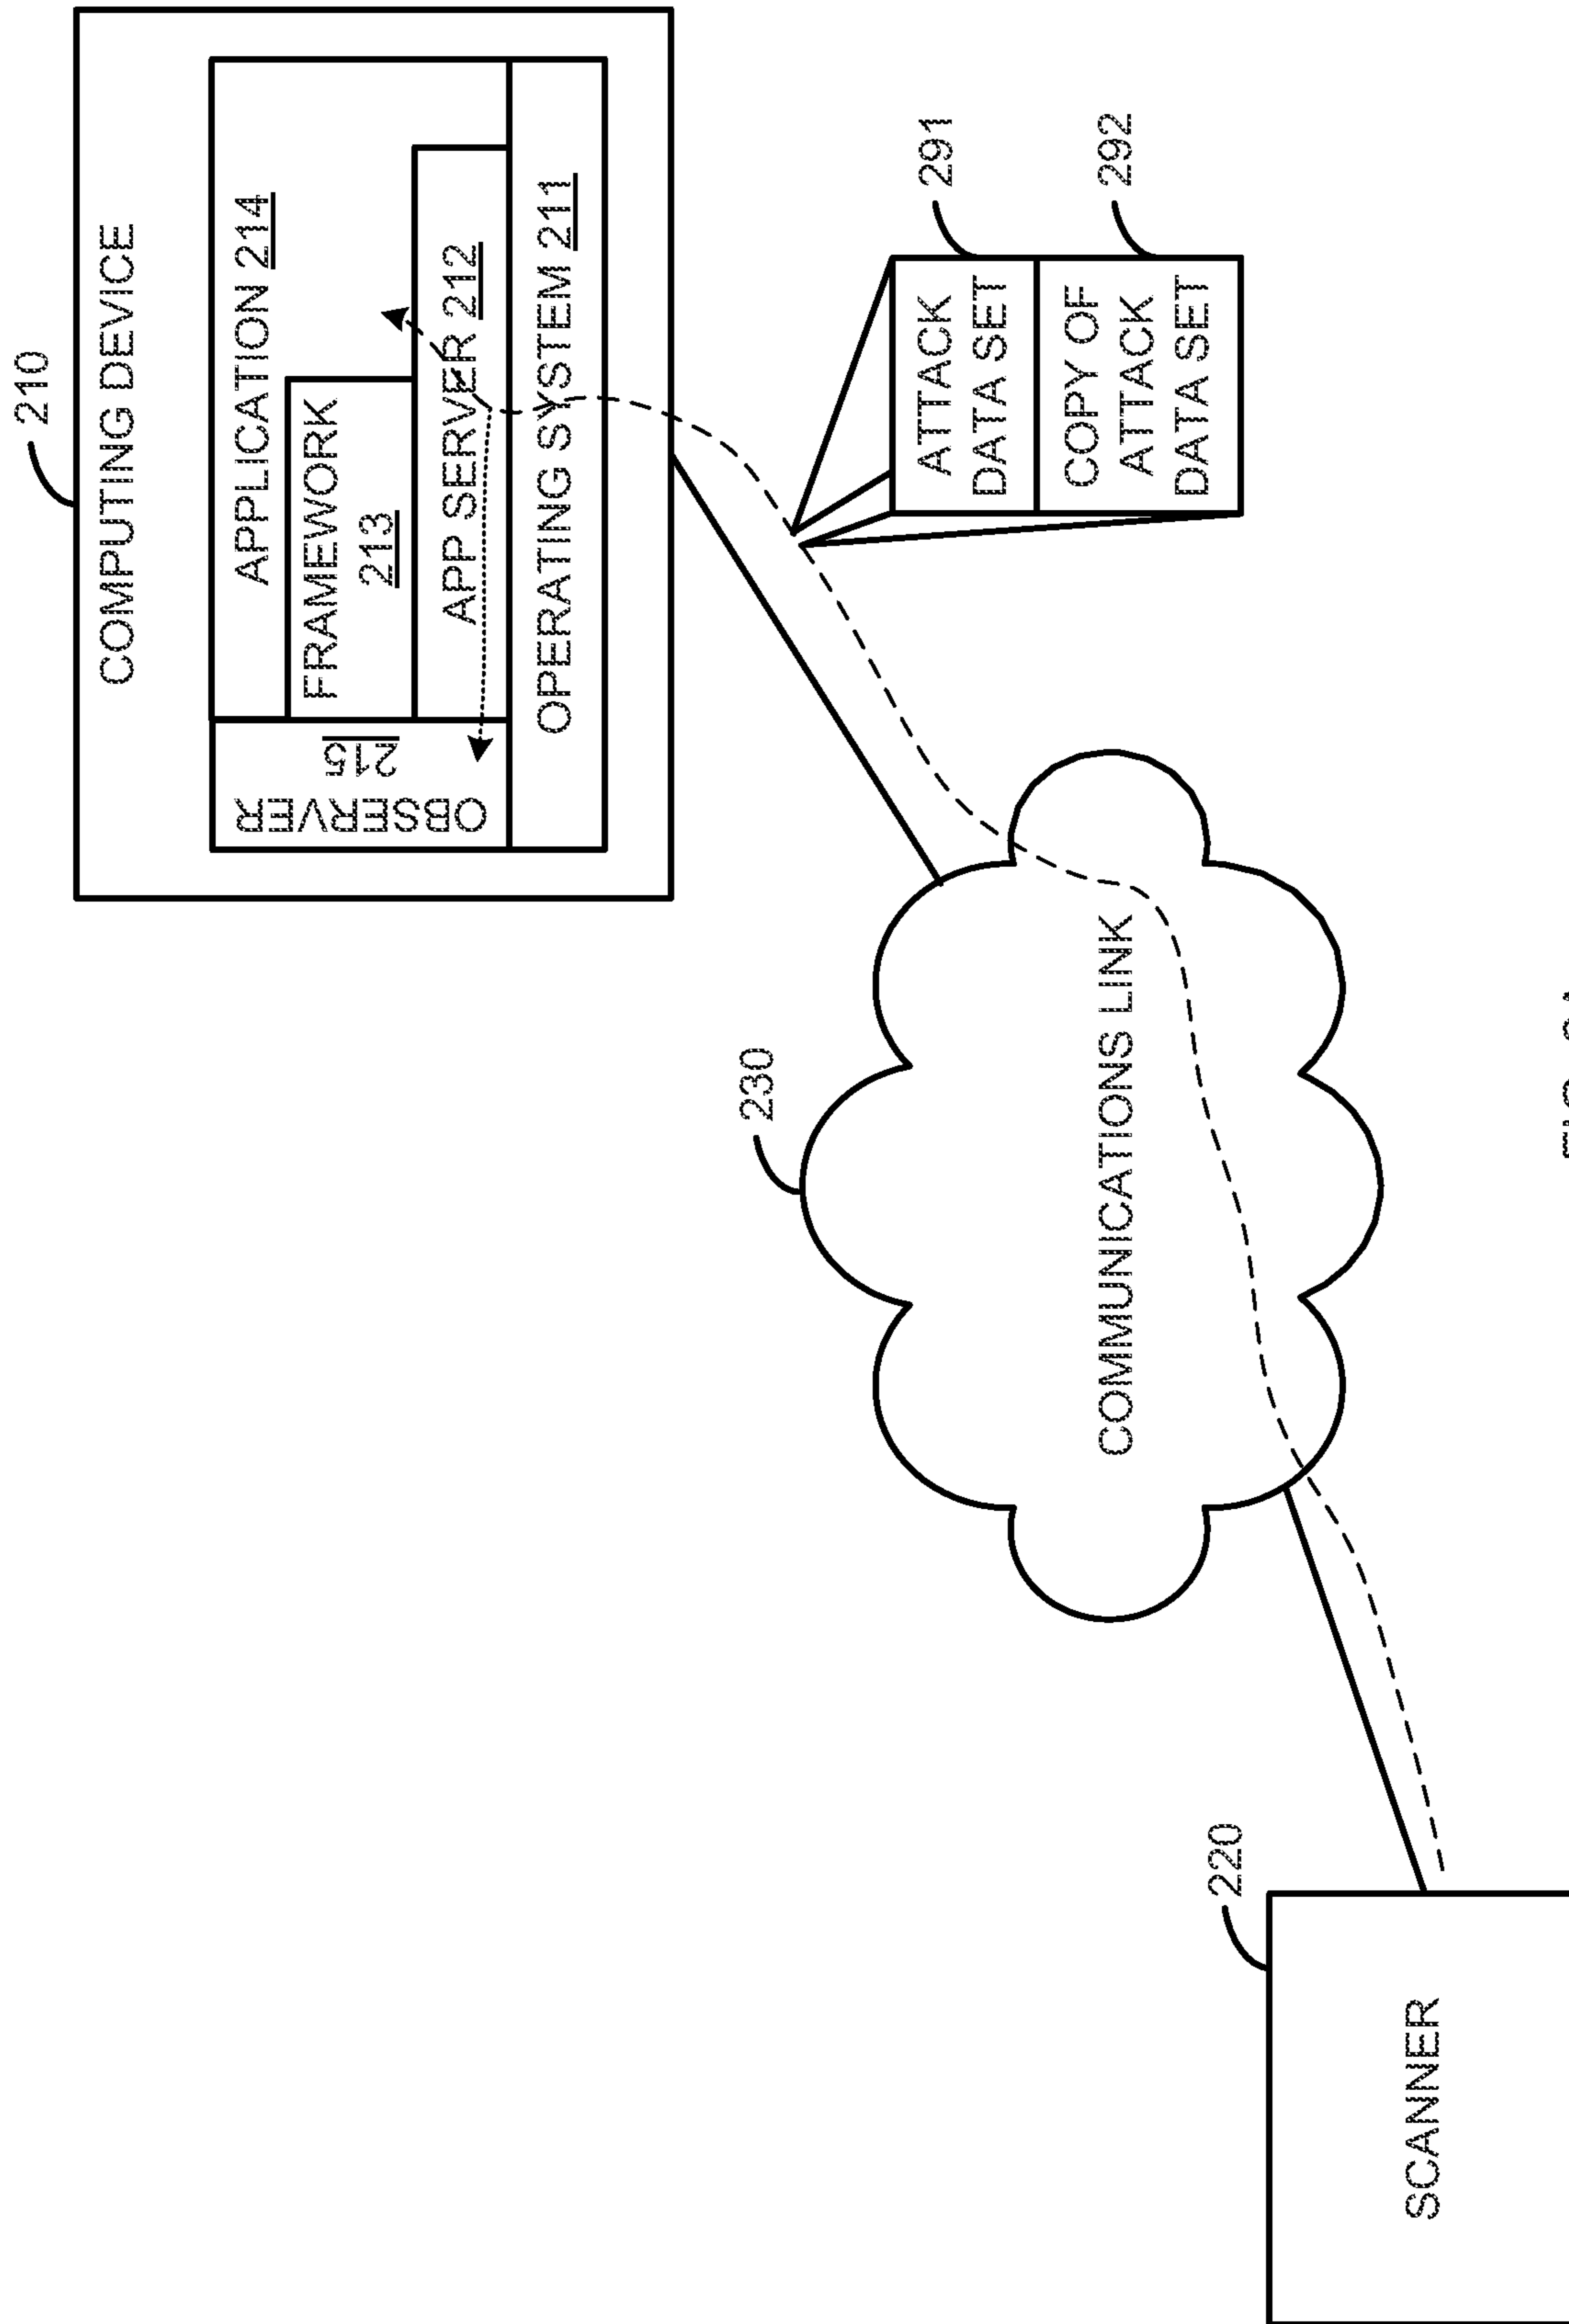 210
COMPUTING DEVICE
APPLICATION 214
FRAMEWORK
213
APP SERVER 212
OPERATING SYSTEM 211
OBSERVER
215
ATTACK
DATA SET
291
COPY OF
ATTACK
DATA SET
292
230
COMMUNICATIONS LINK
220
SCANNER